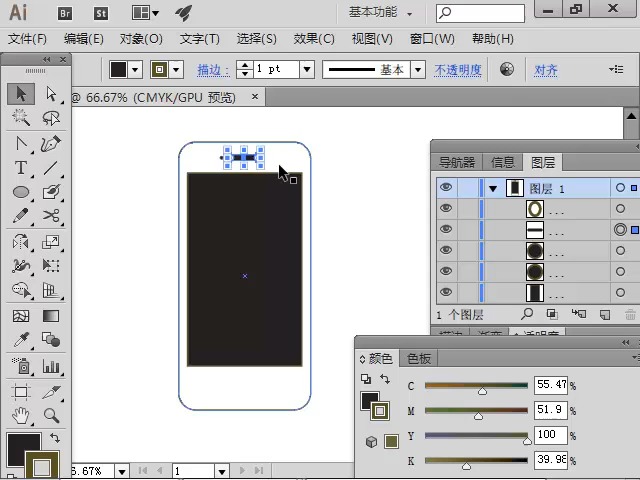 Ai Br St 基本功能
文件(F) 编辑(E) 对象(O) 文字(T) 选择(S) 效果(C) 视图(V) 窗口(W) 帮助(H)
描边: 1 pt 基本 不透明度 对齐
@ 66.67% (CMYK/GPU 预览) ×
导航器 信息 图层
图层 1
...
...
...
...
...
1 个图层
颜色 色板
C 55.47 %
M 51.9 %
Y 100 %
K 39.98 %
6.67% 1